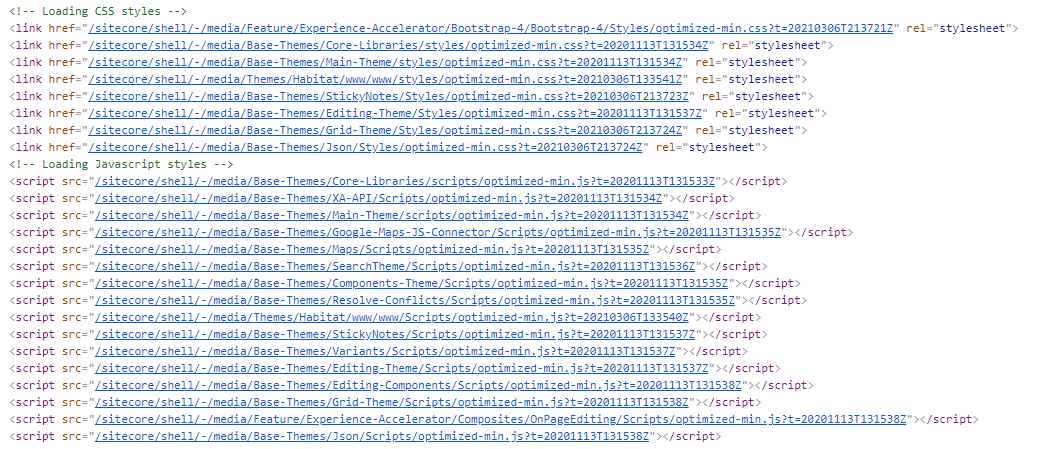 <!-- Loading CSS styles -->
<link href="/sitecore/shell/-/media/Feature/Experience-Accelerator/Bootstrap-4/Bootstrap-4/Styles/optimized-min.css?t=20210306T213721Z" rel="stylesheet">
<link href="/sitecore/shell/-/media/Base-Themes/Core-Libraries/styles/optimized-min.css?t=20201113T131534Z" rel="stylesheet">
<link href="/sitecore/shell/-/media/Base-Themes/Main-Theme/styles/optimized-min.css?t=20201113T131534Z" rel="stylesheet">
<link href="/sitecore/shell/-/media/Themes/Habitat/www/www/styles/optimized-min.css?t=20210306T133541Z" rel="stylesheet">
<link href="/sitecore/shell/-/media/Base-Themes/StickyNotes/Styles/optimized-min.css?t=20210306T213723Z" rel="stylesheet">
<link href="/sitecore/shell/-/media/Base-Themes/Editing-Theme/Styles/optimized-min.css?t=20201113T131537Z" rel="stylesheet">
<link href="/sitecore/shell/-/media/Base-Themes/Grid-Theme/Styles/optimized-min.css?t=20210306T213724Z" rel="stylesheet">
<link href="/sitecore/shell/-/media/Base-Themes/Json/Styles/optimized-min.css?t=20210306T213724Z" rel="stylesheet">
<!-- Loading Javascript styles -->
<script src="/sitecore/shell/-/media/Base-Themes/Core-Libraries/scripts/optimized-min.js?t=20201113T131533Z"></script>
<script src="/sitecore/shell/-/media/Base-Themes/XA-API/Scripts/optimized-min.js?t=20201113T131534Z"></script>
<script src="/sitecore/shell/-/media/Base-Themes/Main-Theme/scripts/optimized-min.js?t=20201113T131534Z"></script>
<script src="/sitecore/shell/-/media/Base-Themes/Google-Maps-JS-Connector/Scripts/optimized-min.js?t=20201113T131535Z"></script>
<script src="/sitecore/shell/-/media/Base-Themes/Maps/Scripts/optimized-min.js?t=20201113T131535Z"></script>
<script src="/sitecore/shell/-/media/Base-Themes/SearchTheme/Scripts/optimized-min.js?t=20201113T131536Z"></script>
<script src="/sitecore/shell/-/media/Base-Themes/Components-Theme/Scripts/optimized-min.js?t=20201113T131535Z"></script>
<script src="/sitecore/shell/-/media/Base-Themes/Resolve-Conflicts/Scripts/optimized-min.js?t=20201113T131535Z"></script>
<script src="/sitecore/shell/-/media/Themes/Habitat/www/www/Scripts/optimized-min.js?t=20210306T133540Z"></script>
<script src="/sitecore/shell/-/media/Base-Themes/StickyNotes/Scripts/optimized-min.js?t=20201113T131537Z"></script>
<script src="/sitecore/shell/-/media/Base-Themes/Variants/Scripts/optimized-min.js?t=20201113T131537Z"></script>
<script src="/sitecore/shell/-/media/Base-Themes/Editing-Theme/Scripts/optimized-min.js?t=20201113T131537Z"></script>
<script src="/sitecore/shell/-/media/Base-Themes/Editing-Components/Scripts/optimized-min.js?t=20201113T131538Z"></script>
<script src="/sitecore/shell/-/media/Base-Themes/Grid-Theme/Scripts/optimized-min.js?t=20201113T131538Z"></script>
<script src="/sitecore/shell/-/media/Feature/Experience-Accelerator/Composites/OnPageEditing/Scripts/optimized-min.js?t=20201113T131538Z"></script>
<script src="/sitecore/shell/-/media/Base-Themes/Json/Scripts/optimized-min.js?t=20201113T131538Z"></script>